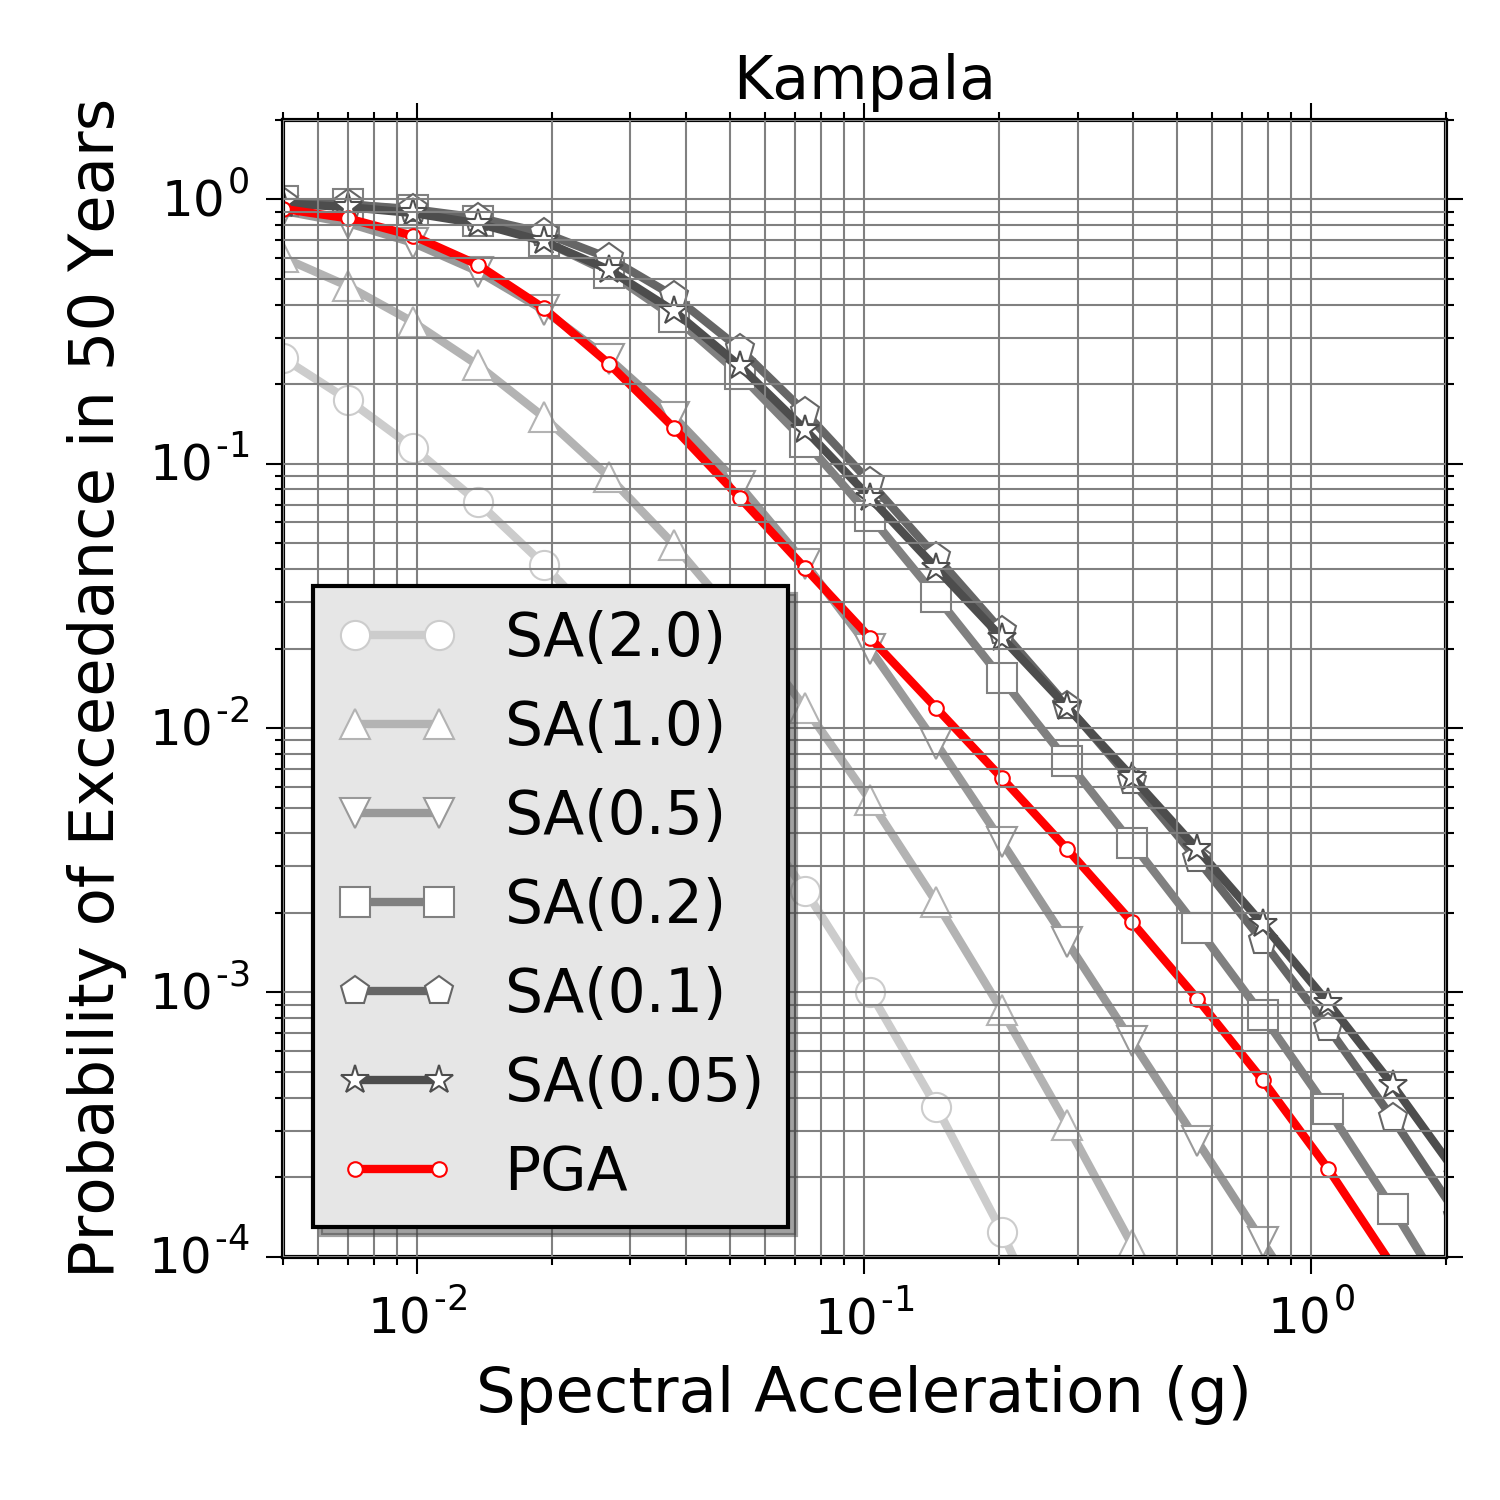 Kampala
Probability of Exceedance in 50 Years
10^0
10^-1
10^-2
10^-3
10^-4
SA(2.0)
SA(1.0)
SA(0.5)
SA(0.2)
SA(0.1)
SA(0.05)
PGA
10^-2 10^-1 10^0
Spectral Acceleration (g)